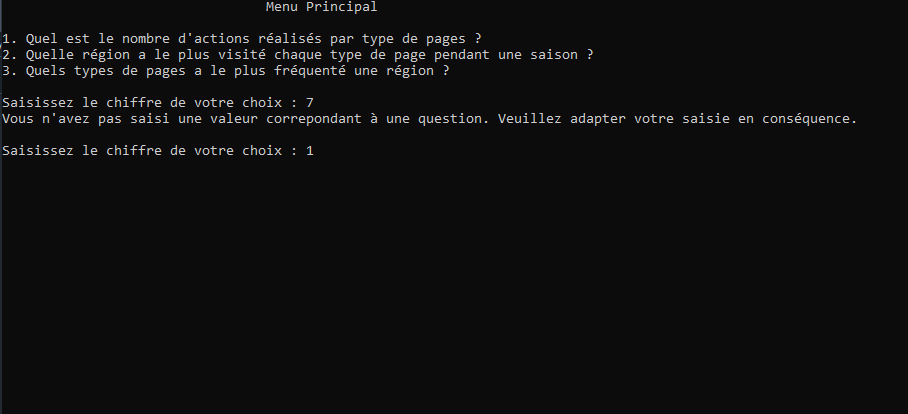 Menu Principal
1. Quel est le nombre d'actions réalisés par type de pages ?
2. Quelle région a le plus visité chaque type de page pendant une saison ?
3. Quels types de pages a le plus fréquenté une région ?
Saisissez le chiffre de votre choix : 7
Vous n'avez pas saisi une valeur correpondant à une question. Veuillez adapter votre saisie en conséquence.
Saisissez le chiffre de votre choix : 1